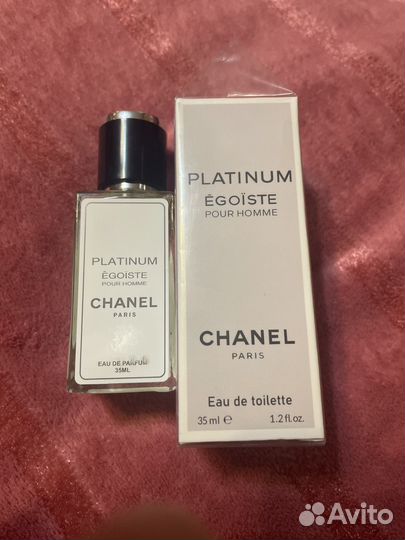 PLATINUM
ÉGOÏSTE
POUR HOMME
CHANEL
PARIS
EAU DE PARFUM
35ML
PLATINUM
ÉGOÏSTE
POUR HOMME
CHANEL
PARIS
Eau de toilette
35 ml ℮ 1.2 fl.oz.
Avito